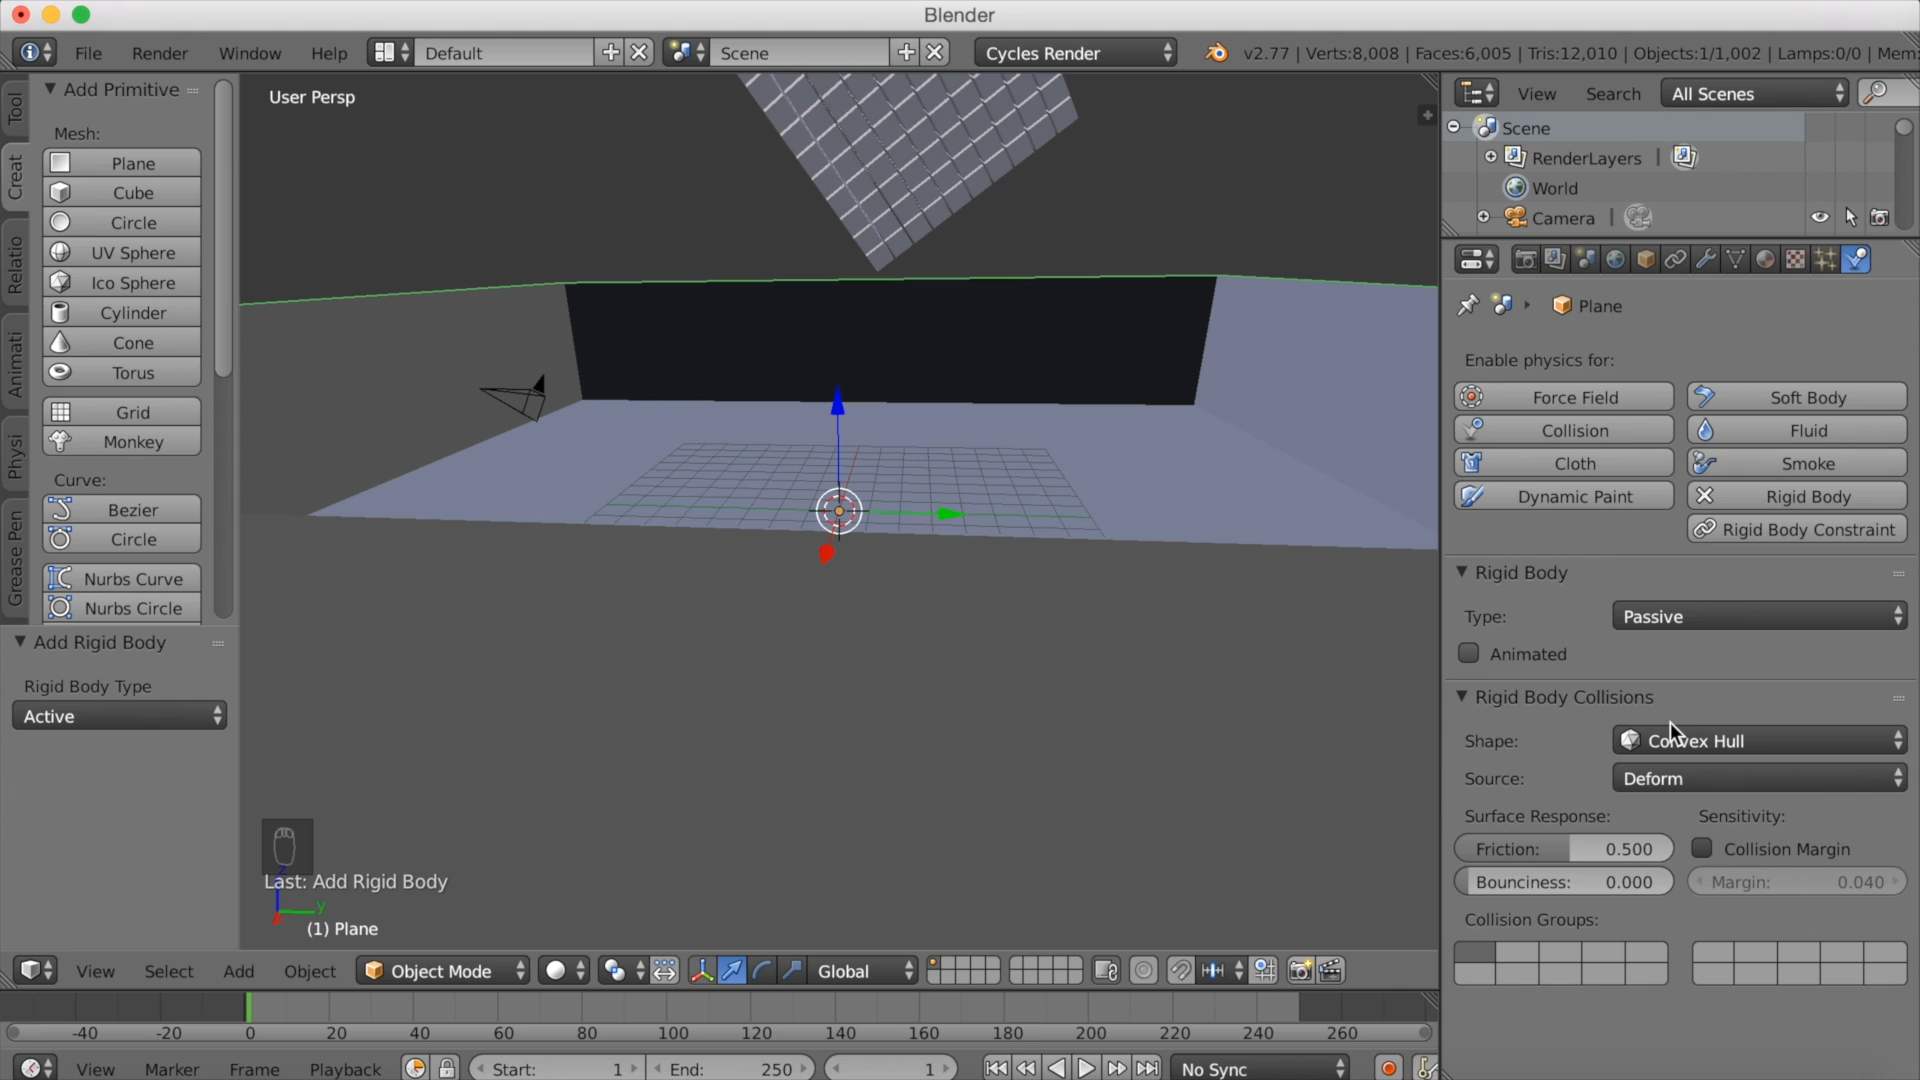 Blender
File Render Window Help Default Scene Cycles Render v2.77 | Verts:8,008 | Faces:6,005 | Tris:12,010 | Objects:1/1,002 | Lamps:0/0 | Mem:
Tool
Creat
Relatio
Animati
Physi
Grease Pen
Add Primitive
Mesh:
Plane
Cube
Circle
UV Sphere
Ico Sphere
Cylinder
Cone
Torus
Grid
Monkey
Curve:
Bezier
Circle
Nurbs Curve
Nurbs Circle
Add Rigid Body
Rigid Body Type
Active
User Persp
Last: Add Rigid Body
z
y
(1) Plane
View Search All Scenes
Scene
RenderLayers |
World
Camera |
Plane
Enable physics for:
Force Field Soft Body
Collision Fluid
Cloth Smoke
Dynamic Paint Rigid Body
Rigid Body Constraint
Rigid Body
Type: Passive
Animated
Rigid Body Collisions
Shape: Convex Hull
Source: Deform
Surface Response: Sensitivity:
Friction: 0.500 Collision Margin
Bounciness: 0.000 Margin: 0.040
Collision Groups:
View Select Add Object Object Mode Global
-40 -20 0 20 40 60 80 100 120 140 160 180 200 220 240 260
View Marker Frame Playback Start: 1 End: 250 1 No Sync